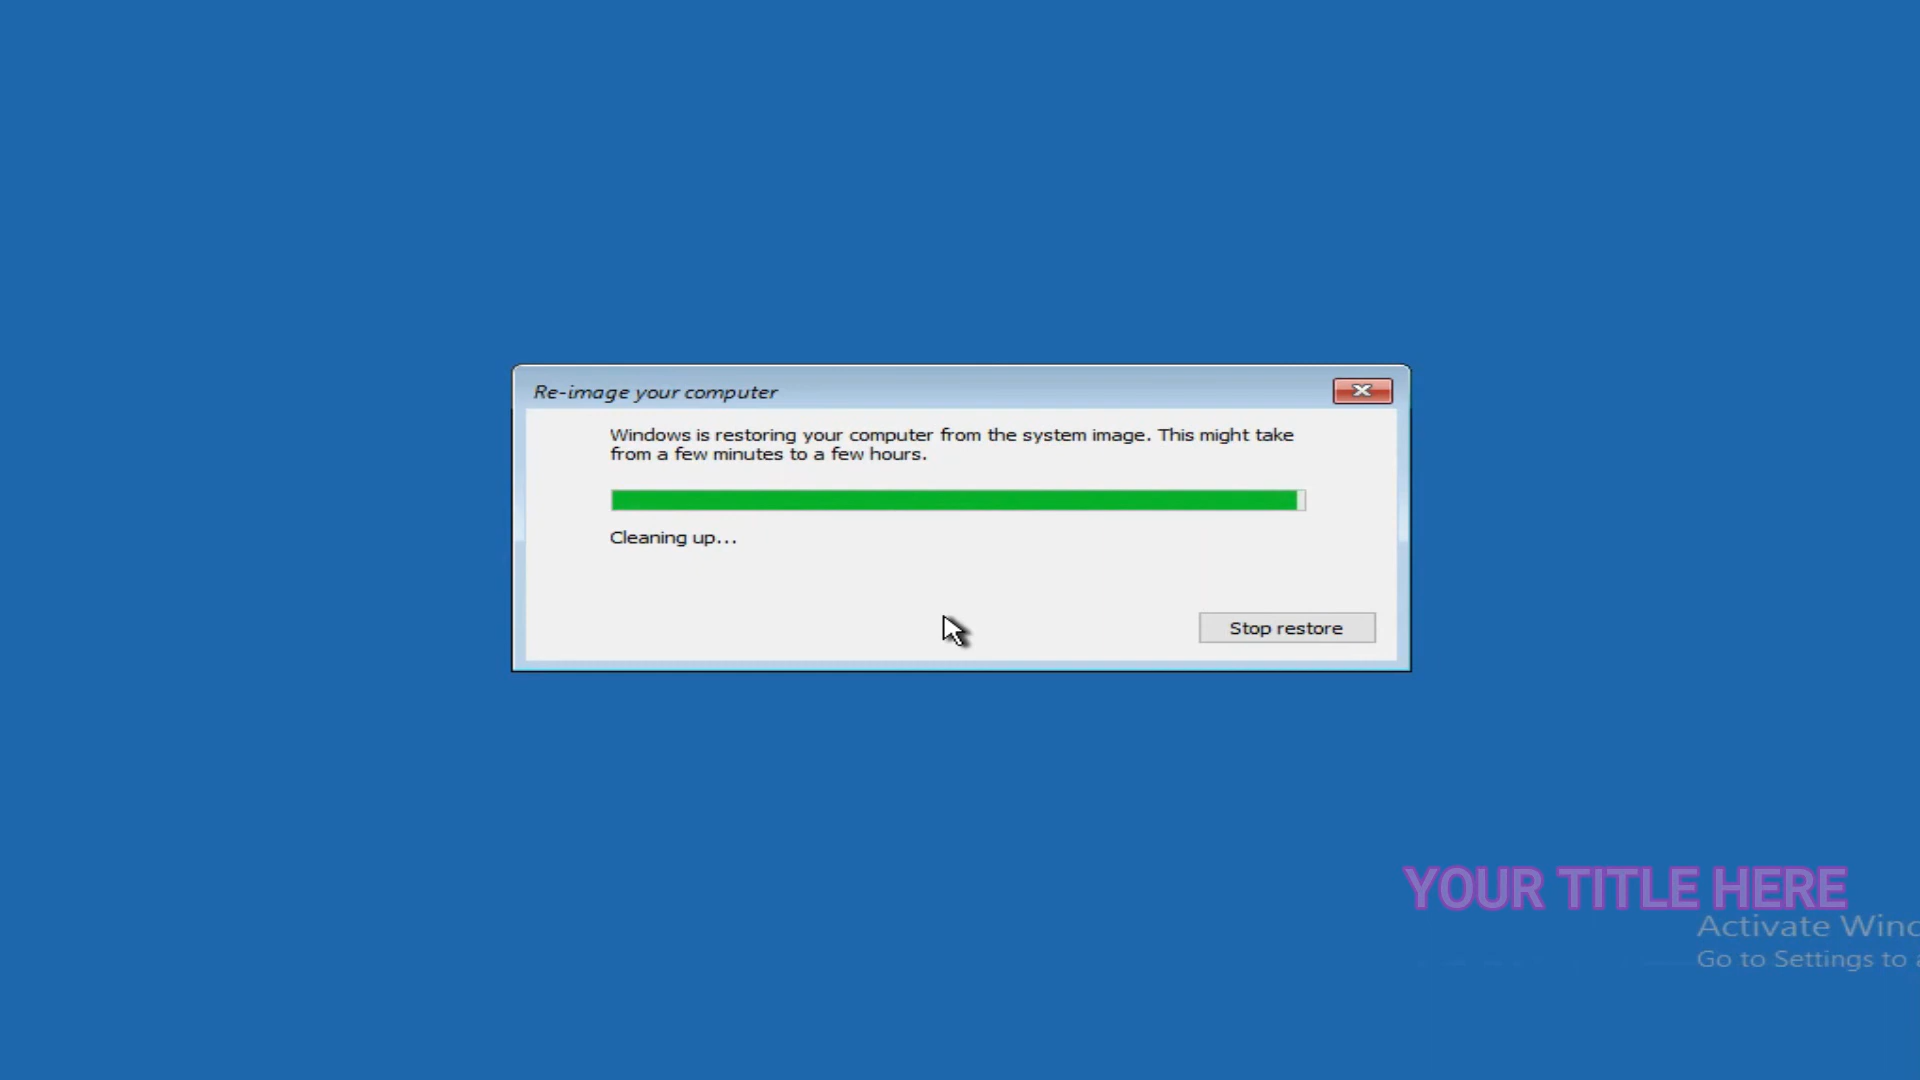 Re-image your computer
Windows is restoring your computer from the system image. This might take
from a few minutes to a few hours.
Cleaning up...
Stop restore
YOUR TITLE HERE
Activate
Go to Settings to